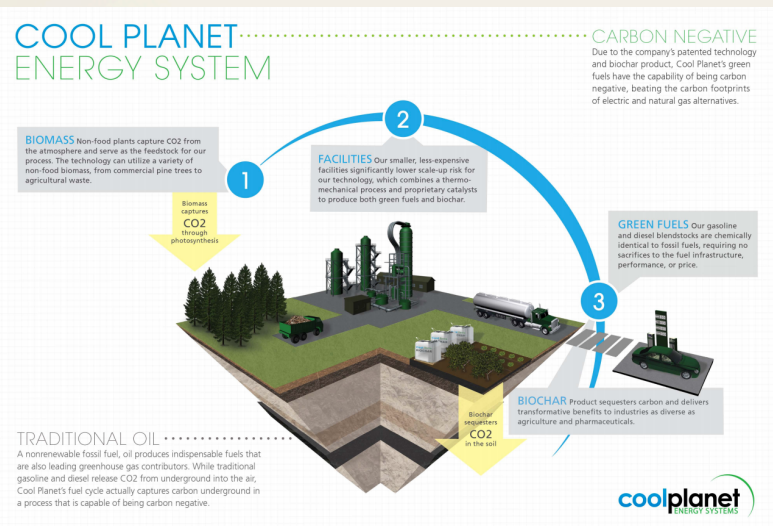 COOL PLANET
ENERGY SYSTEM
CARBON NEGATIVE
Due to the company's patented technology
and biochar product, Cool Planet's green
fuels have the capability of being carbon
negative, beating the carbon footprints
of electric and natural gas alternatives.
BIOMASS Non-food plants capture CO2 from
the atmosphere and serve as the feedstock for our
process. The technology can utilize a variety of
non-food biomass, from commercial pine trees to
agricultural waste.
1
Biomass
captures
CO2
through
photosynthesis
2
FACILITIES Our smaller, less-expensive
facilities significantly lower scale-up risk for
our technology, which combines a thermo-
mechanical process and proprietary catalysts
to produce both green fuels and biochar.
GREEN FUELS Our gasoline
and diesel blendstocks are chemically
identical to fossil fuels, requiring no
sacrifices to the fuel infrastructure,
performance, or price.
3
BIOCHAR Product sequesters carbon and delivers
transformative benefits to industries as diverse as
agriculture and pharmaceuticals.
Biochar
sequesters
CO2
in the soil
TRADITIONAL OIL
A nonrenewable fossil fuel, oil produces indispensable fuels that
are also leading greenhouse gas contributors. While traditional
gasoline and diesel release CO2 from underground into the air,
Cool Planet's fuel cycle actually captures carbon underground in
a process that is capable of being carbon negative.
coolplanet
ENERGY SYSTEMS